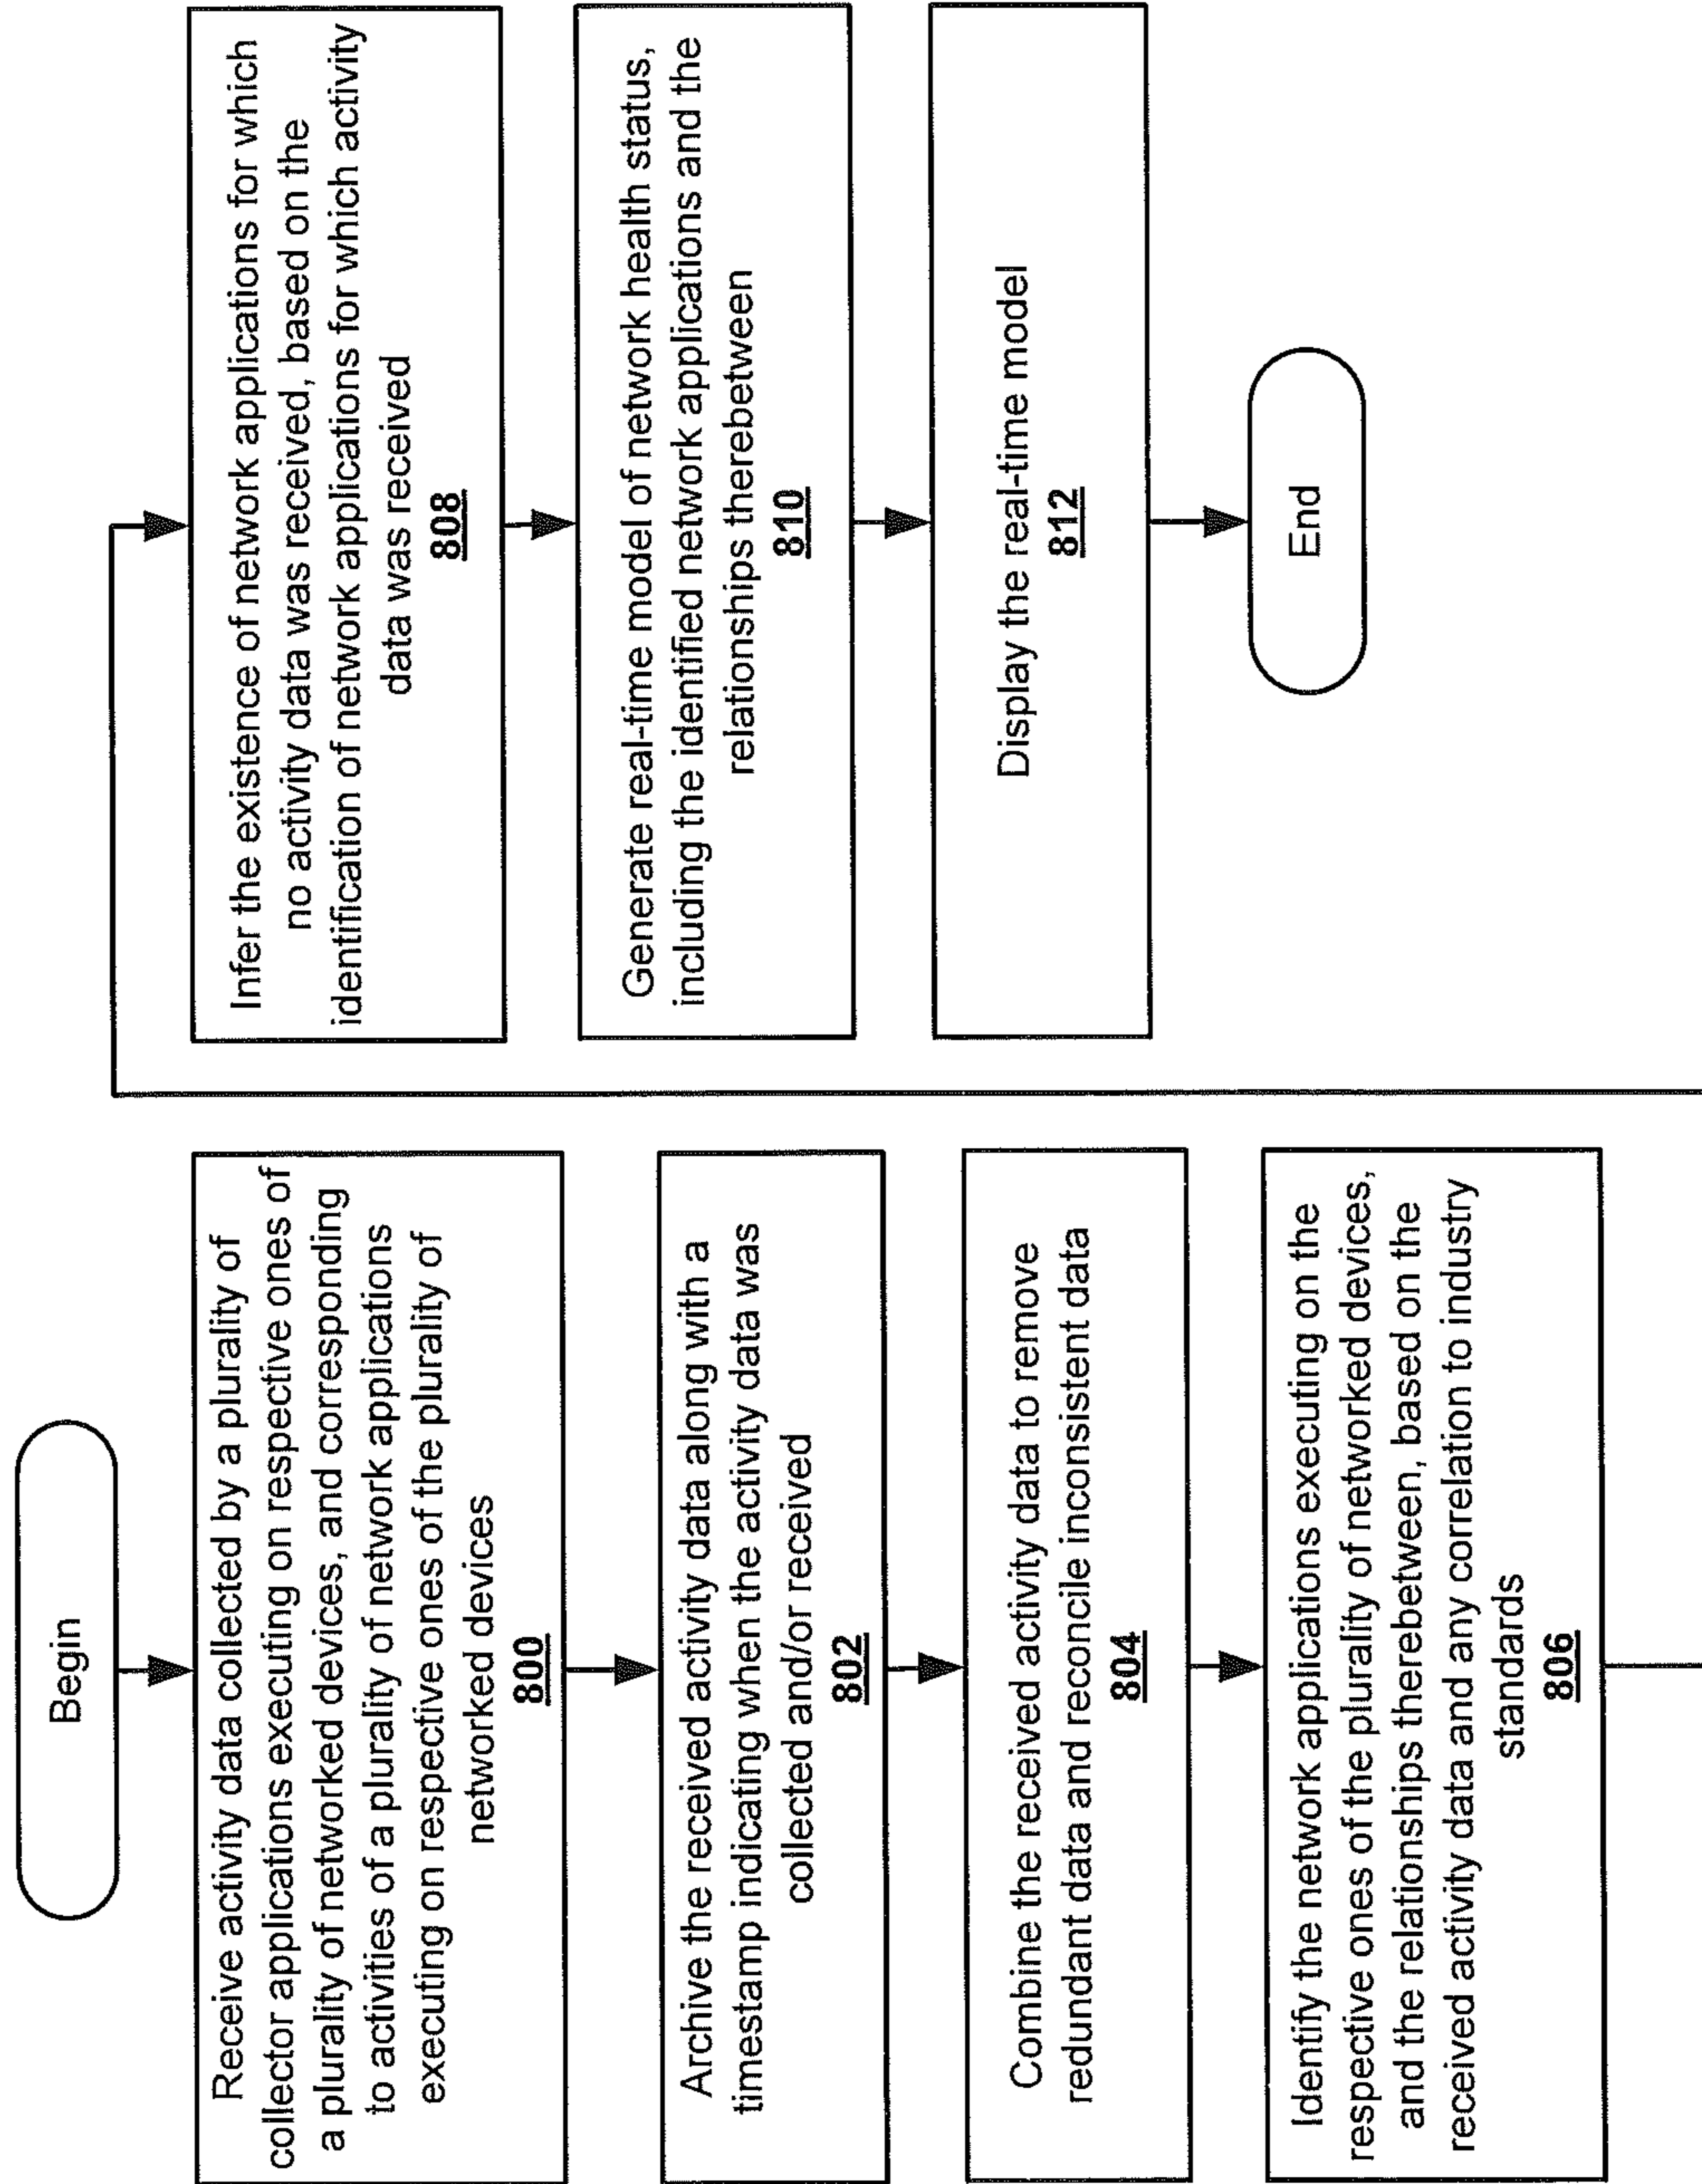 Begin
Receive activity data collected by a plurality of
collector applications executing on respective ones of
a plurality of networked devices, and corresponding
to activities of a plurality of network applications
executing on respective ones of the plurality of
networked devices
800
Archive the received activity data along with a
timestamp indicating when the activity data was
collected and/or received
802
Combine the received activity data to remove
redundant data and reconcile inconsistent data
804
Identify the network applications executing on the
respective ones of the plurality of networked devices,
and the relationships therebetween, based on the
received activity data and any correlation to industry
standards
806
Infer the existence of network applications for which
no activity data was received, based on the
identification of network applications for which activity
data was received
808
Generate real-time model of network health status,
including the identified network applications and the
relationships therebetween
810
Display the real-time model
812
End